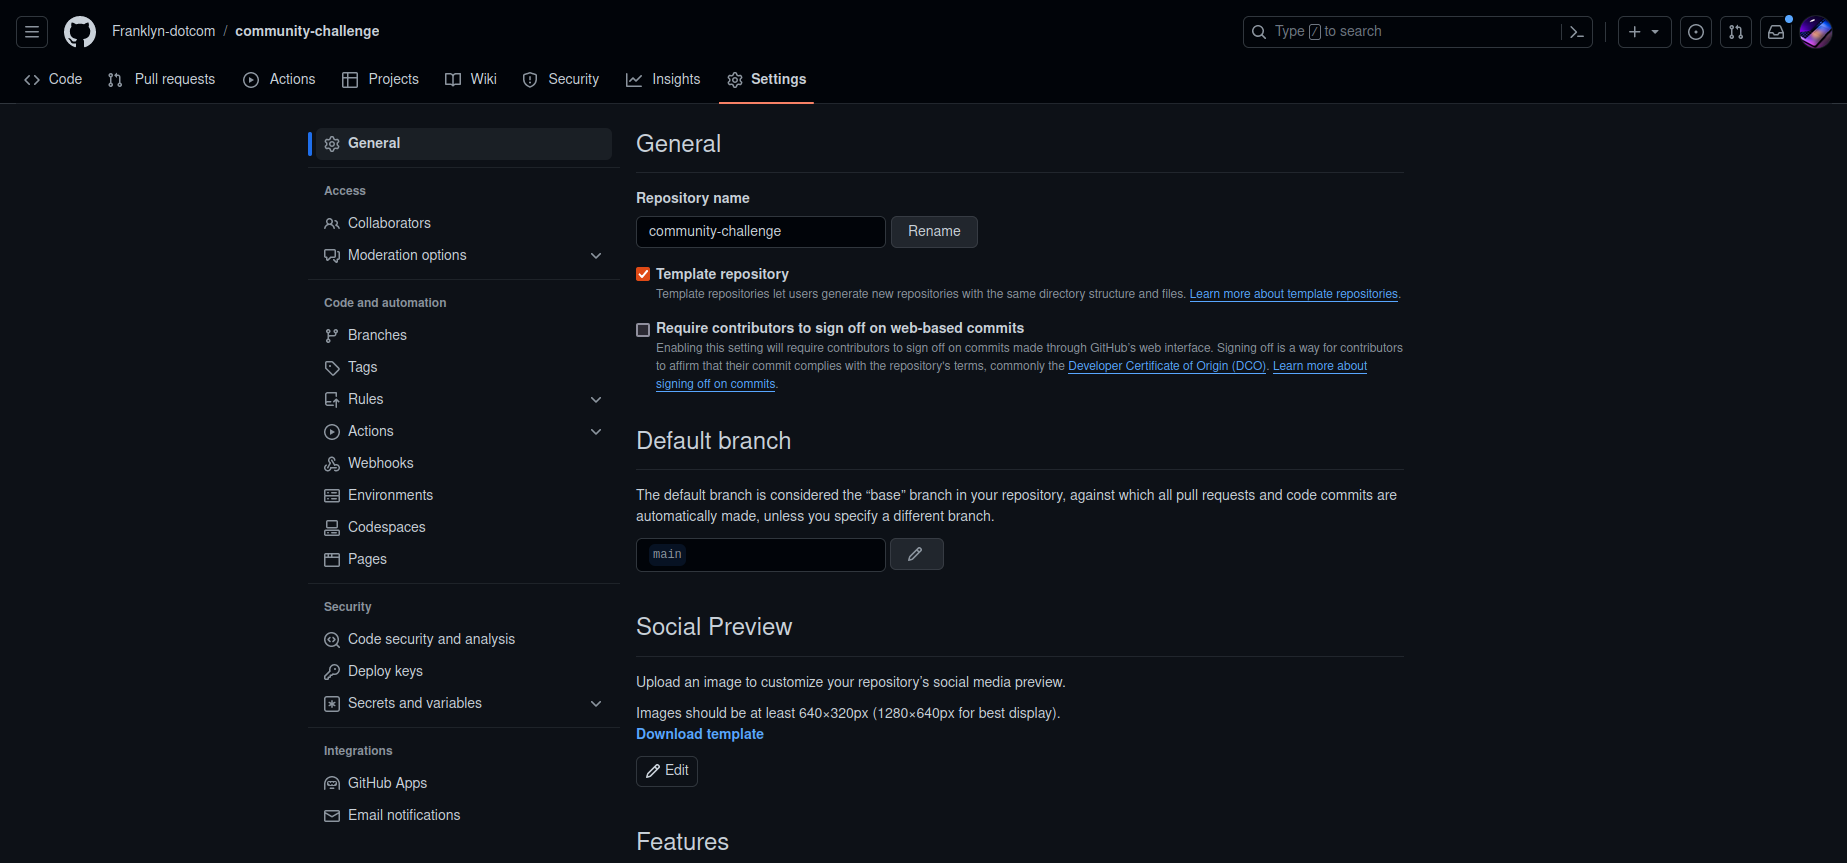 Franklyn-dotcom / community-challenge
Type / to search
Code Pull requests Actions Projects Wiki Security Insights Settings
General
Access
Collaborators
Moderation options
Code and automation
Branches
Tags
Rules
Actions
Webhooks
Environments
Codespaces
Pages
Security
Code security and analysis
Deploy keys
Secrets and variables
Integrations
GitHub Apps
Email notifications
General
Repository name
community-challenge Rename
Template repository
Template repositories let users generate new repositories with the same directory structure and files. Learn more about template repositories.
Require contributors to sign off on web-based commits
Enabling this setting will require contributors to sign off on commits made through GitHub's web interface. Signing off is a way for contributors
to affirm that their commit complies with the repository's terms, commonly the Developer Certificate of Origin (DCO). Learn more about
signing off on commits.
Default branch
The default branch is considered the “base” branch in your repository, against which all pull requests and code commits are
automatically made, unless you specify a different branch.
main
Social Preview
Upload an image to customize your repository's social media preview.
Images should be at least 640×320px (1280×640px for best display).
Download template
Edit
Features